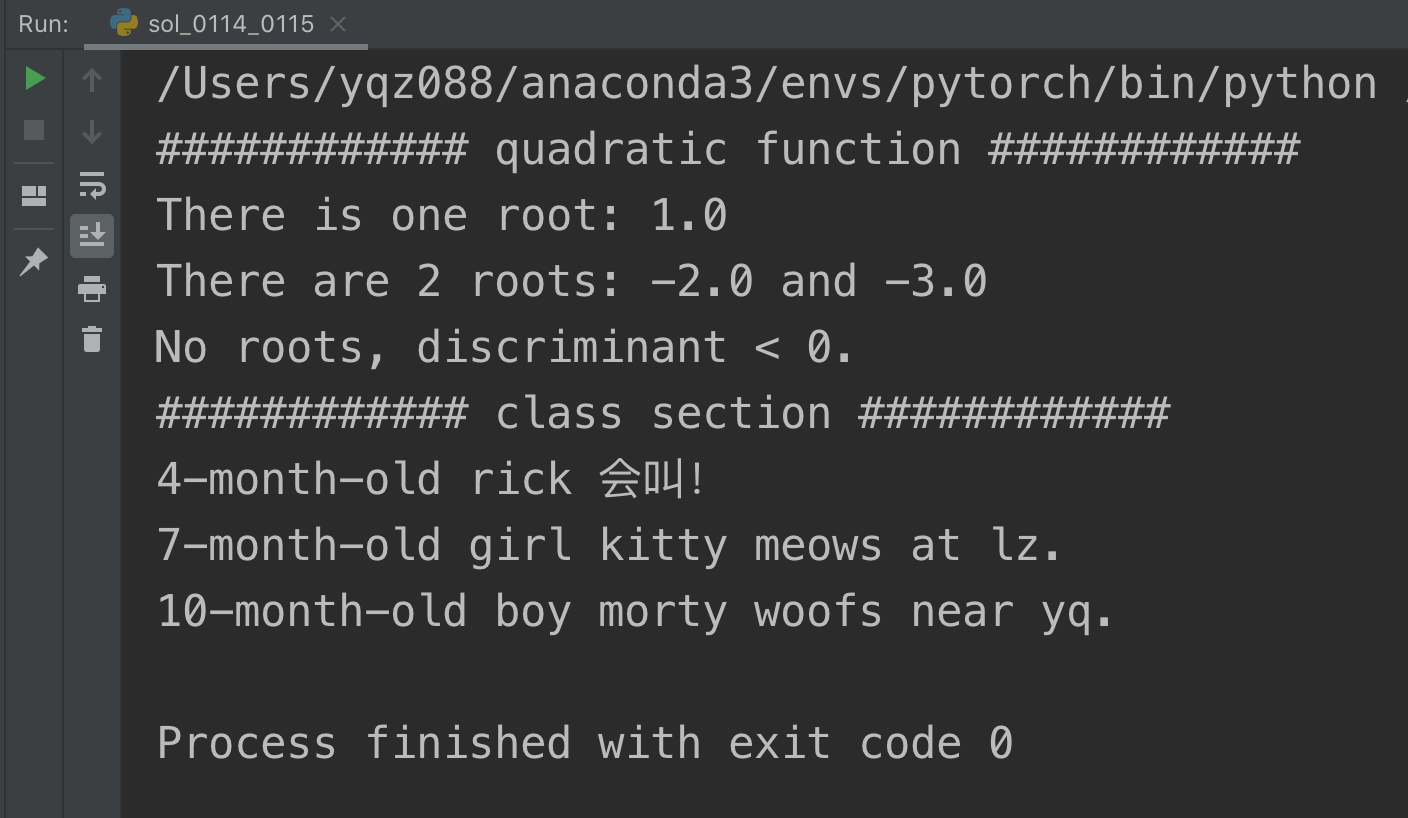 Run: sol_0114_0115
/Users/yqz088/anaconda3/envs/pytorch/bin/python
############ quadratic function ############
There is one root: 1.0
There are 2 roots: -2.0 and -3.0
No roots, discriminant < 0.
############ class section ############
4-month-old rick 会叫!
7-month-old girl kitty meows at lz.
10-month-old boy morty woofs near yq.
Process finished with exit code 0